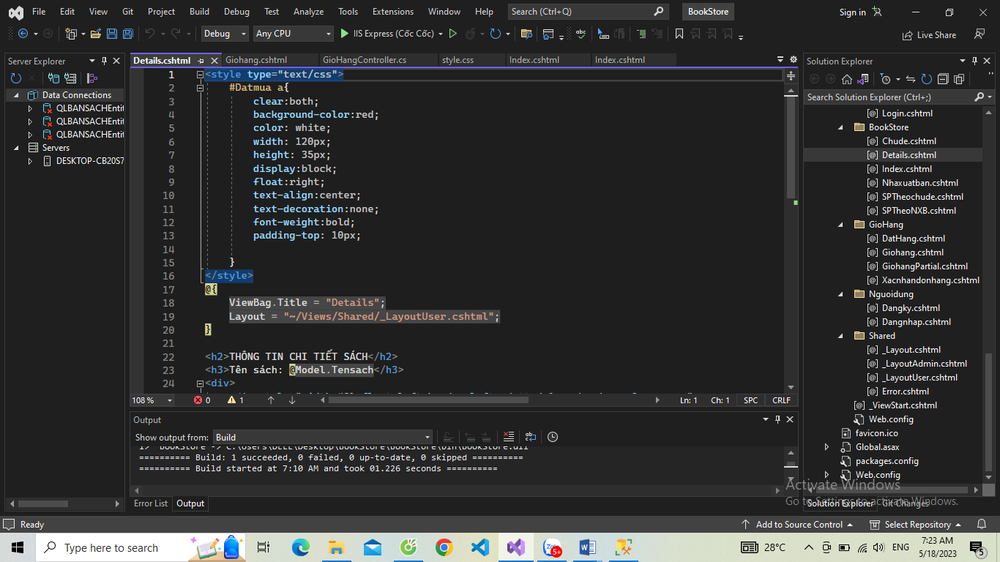 File Edit View Git Project Build Debug Test Analyze Tools Extensions Window Help Search (Ctrl+Q) BookStore Sign in
Debug Any CPU IIS Express (Cốc Cốc) Live Share
Server Explorer
Data Connections
QLBANSACHEntit
QLBANSACHEntit
QLBANSACHEntit
Servers
DESKTOP-CB20S7
Details.cshtml Giohang.cshtml GioHangController.cs style.css Index.cshtml Index.cshtml
1 <style type="text/css">
2 #Datmua a{
3 clear:both;
4 background-color:red;
5 color: white;
6 width: 120px;
7 height: 35px;
8 display:block;
9 float:right;
10 text-align:center;
11 text-decoration:none;
12 font-weight:bold;
13 padding-top: 10px;
14
15 }
16 </style>
17 @{
18 ViewBag.Title = "Details";
19 Layout = "~/Views/Shared/_LayoutUser.cshtml";
20 }
21
22 <h2>THÔNG TIN CHI TIẾT SÁCH</h2>
23 <h3>Tên sách: @Model.Tensach</h3>
24 <div>
108 % 0 1 Ln: 1 Ch: 1 SPC CRLF
Output
Show output from: Build
1> BookStore -> C:\Users\DELL\Desktop\BookStore\BookStore\bin\BookStore.dll
========== Build: 1 succeeded, 0 failed, 0 up-to-date, 0 skipped ==========
========== Build started at 7:10 AM and took 01.226 seconds ==========
Error List Output
Solution Explorer
Search Solution Explorer (Ctrl+;)
[@] Login.cshtml
BookStore
[@] Chude.cshtml
[@] Details.cshtml
[@] Index.cshtml
[@] Nhaxuatban.cshtml
[@] SPTheochude.cshtml
[@] SPTheoNXB.cshtml
GioHang
[@] DatHang.cshtml
[@] Giohang.cshtml
[@] GiohangPartial.cshtml
[@] Xacnhandonhang.cshtml
Nguoidung
[@] Dangky.cshtml
[@] Dangnhap.cshtml
Shared
[@] _Layout.cshtml
[@] _LayoutAdmin.cshtml
[@] _LayoutUser.cshtml
[@] Error.cshtml
[@] _ViewStart.cshtml
Web.config
favicon.ico
Global.asax
packages.config
Web.config
Activate Windows
Go to Settings to activate Windows.
Solution Explorer Git Changes
Ready Add to Source Control Select Repository
Type here to search 5+ 28°C ENG 7:23 AM
5/18/2023 5